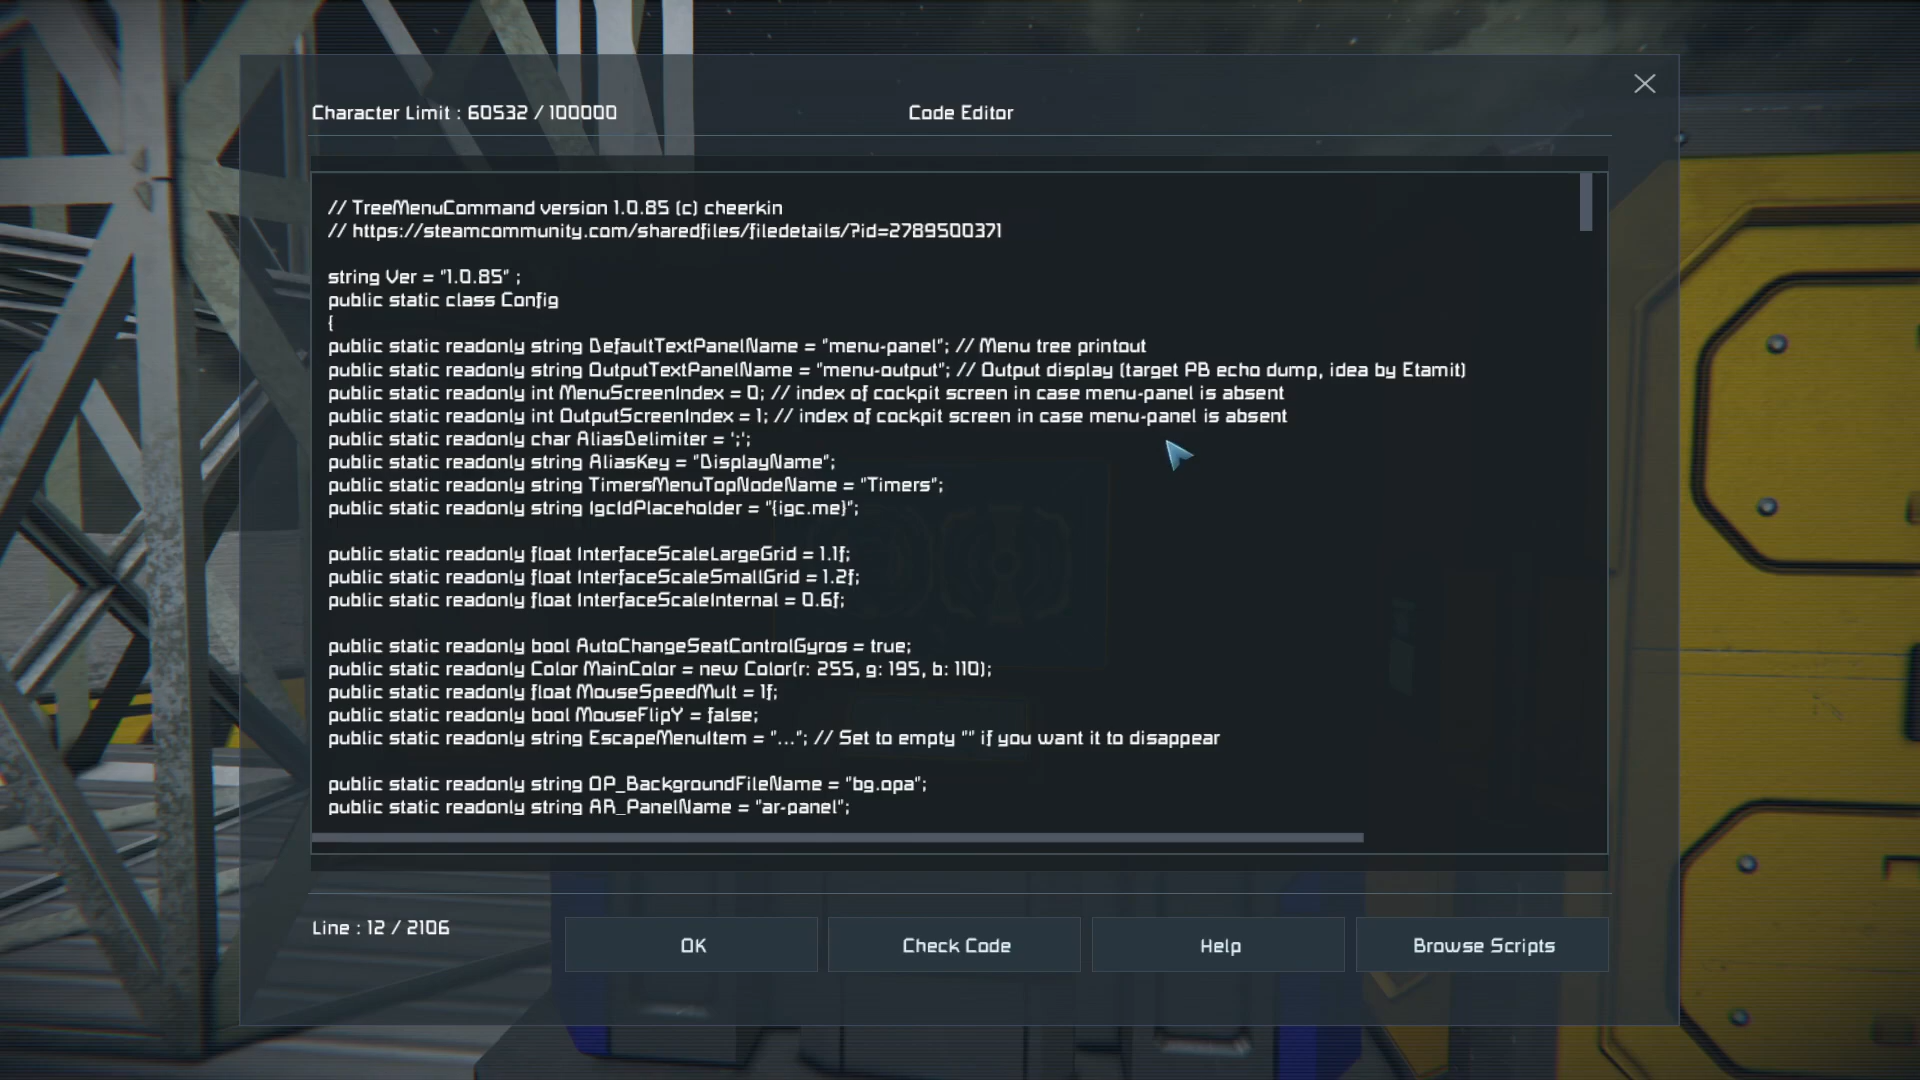 Character Limit : 60532 / 100000
Code Editor
// TreeMenuCommand version 1.0.85 (c) cheerkin
// https://steamcommunity.com/sharedfiles/filedetails/?id=2789500371
string Ver = "1.0.85" ;
public static class Config
{
public static readonly string DefaultTextPanelName = "menu-panel"; // Menu tree printout
public static readonly string OutputTextPanelName = "menu-output"; // Output display (target PB echo dump, idea by Etamit)
public static readonly int MenuScreenIndex = 0; // index of cockpit screen in case menu-panel is absent
public static readonly int OutputScreenIndex = 1; // index of cockpit screen in case menu-panel is absent
public static readonly char AliasDelimiter = ';';
public static readonly string AliasKey = "DisplayName";
public static readonly string TimersMenuTopNodeName = "Timers";
public static readonly string IgcIdPlaceholder = "{igc.me}";
public static readonly float InterfaceScaleLargeGrid = 1.1f;
public static readonly float InterfaceScaleSmallGrid = 1.2f;
public static readonly float InterfaceScaleInternal = 0.6f;
public static readonly bool AutoChangeSeatControlGyros = true;
public static readonly Color MainColor = new Color(r: 255, g: 195, b: 110);
public static readonly float MouseSpeedMult = 1f;
public static readonly bool MouseFlipY = false;
public static readonly string EscapeMenuItem = "..."; // Set to empty "" if you want it to disappear
public static readonly string OP_BackgroundFileName = "bg.opa";
public static readonly string AR_PanelName = "ar-panel";
Line : 12 / 2106
OK
Check Code
Help
Browse Scripts